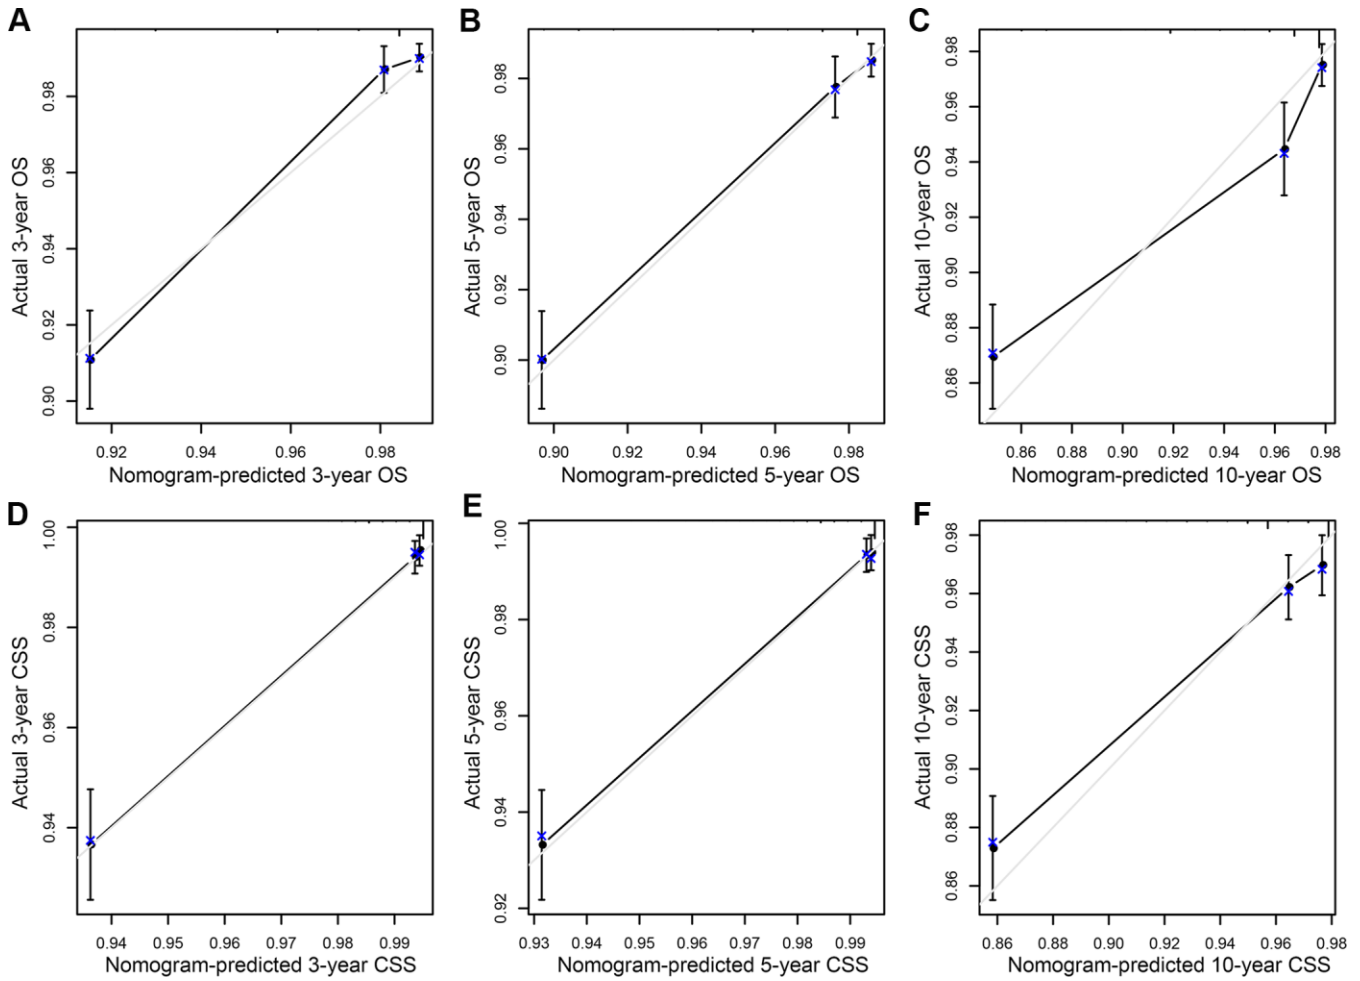 A
B
C
Actual 3-year OS
0.90 0.92 0.94 0.96 0.98
0.92 0.94 0.96 0.98
Nomogram-predicted 3-year OS
Actual 5-year OS
0.90 0.92 0.94 0.96 0.98
0.90 0.92 0.94 0.96 0.98
Nomogram-predicted 5-year OS
Actual 10-year OS
0.86 0.88 0.90 0.92 0.94 0.96 0.98
0.86 0.88 0.90 0.92 0.94 0.96 0.98
Nomogram-predicted 10-year OS
D
E
F
Actual 3-year CSS
0.94 0.96 0.98 1.00
0.94 0.95 0.96 0.97 0.98 0.99
Nomogram-predicted 3-year CSS
Actual 5-year CSS
0.92 0.94 0.96 0.98 1.00
0.93 0.94 0.95 0.96 0.97 0.98 0.99
Nomogram-predicted 5-year CSS
Actual 10-year CSS
0.86 0.88 0.90 0.92 0.94 0.96 0.98
0.86 0.88 0.90 0.92 0.94 0.96 0.98
Nomogram-predicted 10-year CSS